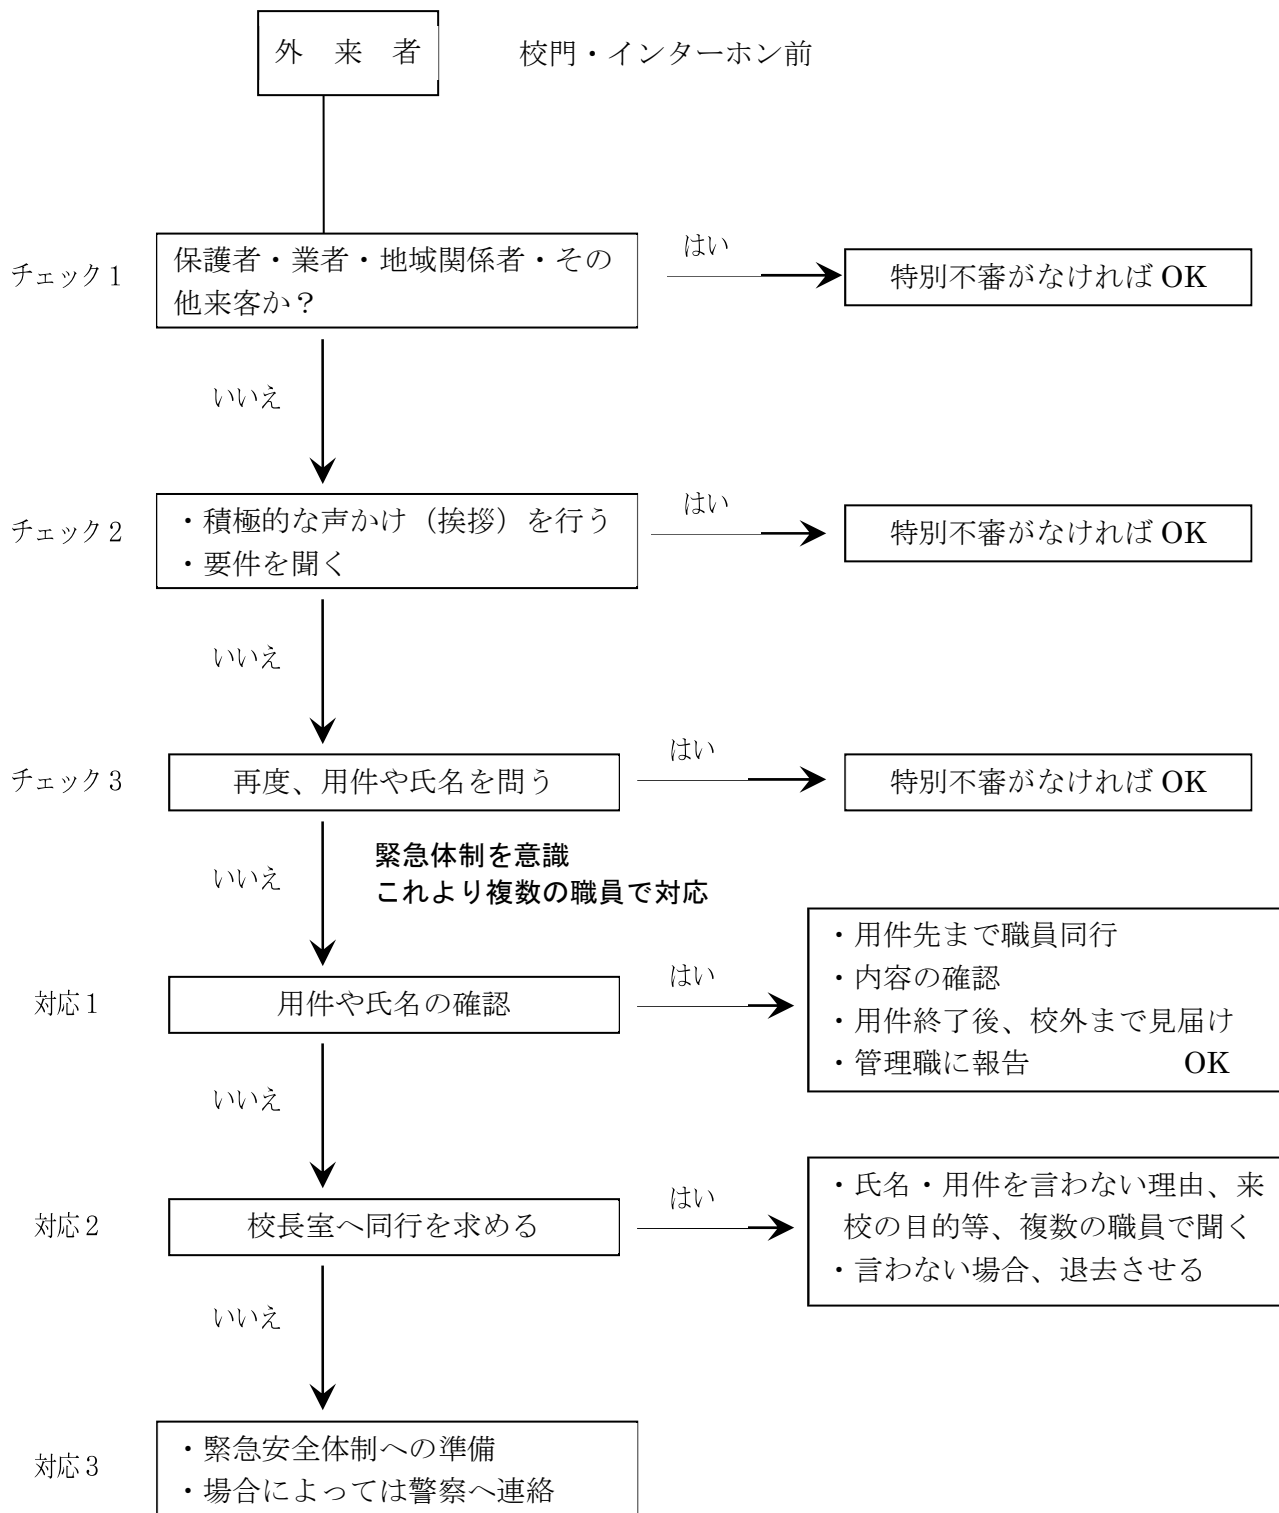 外　来　者　校門・インターホン前
チェック１
保護者・業者・地域関係者・その
他来客か？
はい
特別不審がなければ OK
いいえ
チェック２
・積極的な声かけ（挨拶）を行う
・要件を聞く
はい
特別不審がなければ OK
いいえ
チェック３
再度、用件や氏名を問う
はい
特別不審がなければ OK
いいえ
緊急体制を意識
これより複数の職員で対応
対応１
用件や氏名の確認
はい
・用件先まで職員同行
・内容の確認
・用件終了後、校外まで見届け
・管理職に報告　　　　　OK
いいえ
対応２
校長室へ同行を求める
はい
・氏名・用件を言わない理由、来
校の目的等、複数の職員で聞く
・言わない場合、退去させる
いいえ
対応３
・緊急安全体制への準備
・場合によっては警察へ連絡